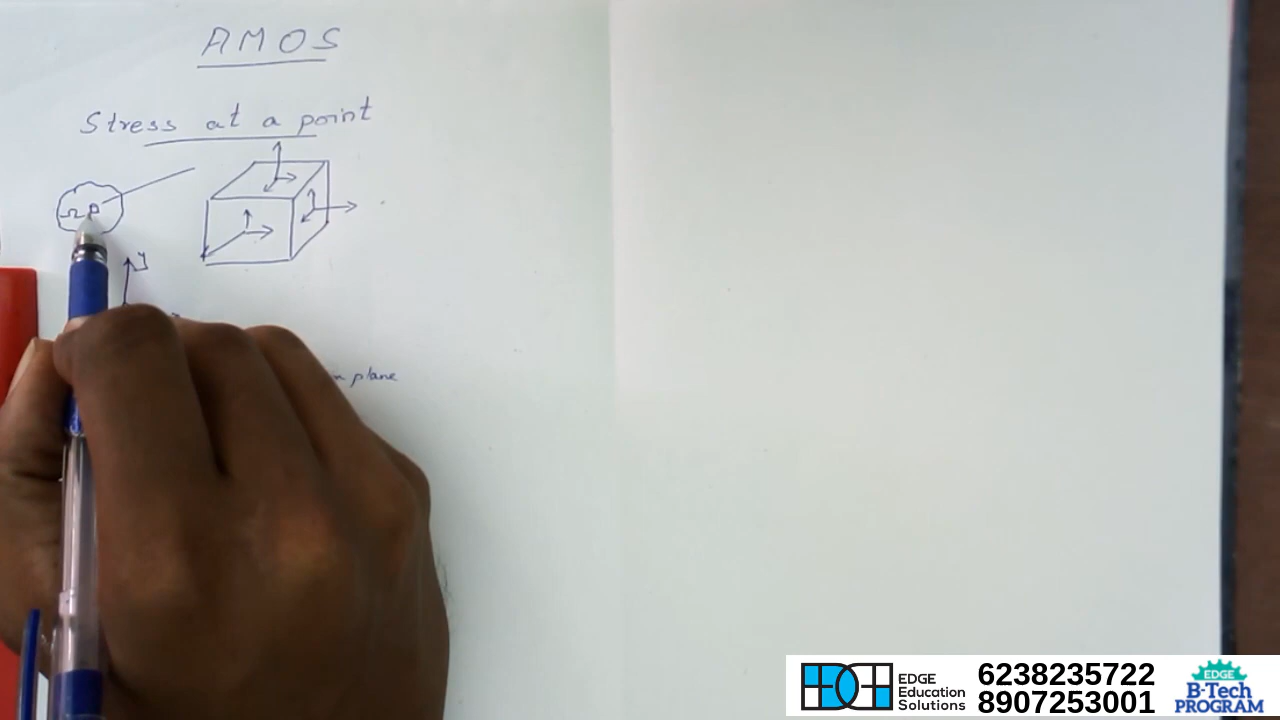 AMOS
Stress at a point
P
y
plane
EDGE
Education
Solutions
6238235722
8907253001
EDGE
B-Tech
PROGRAM